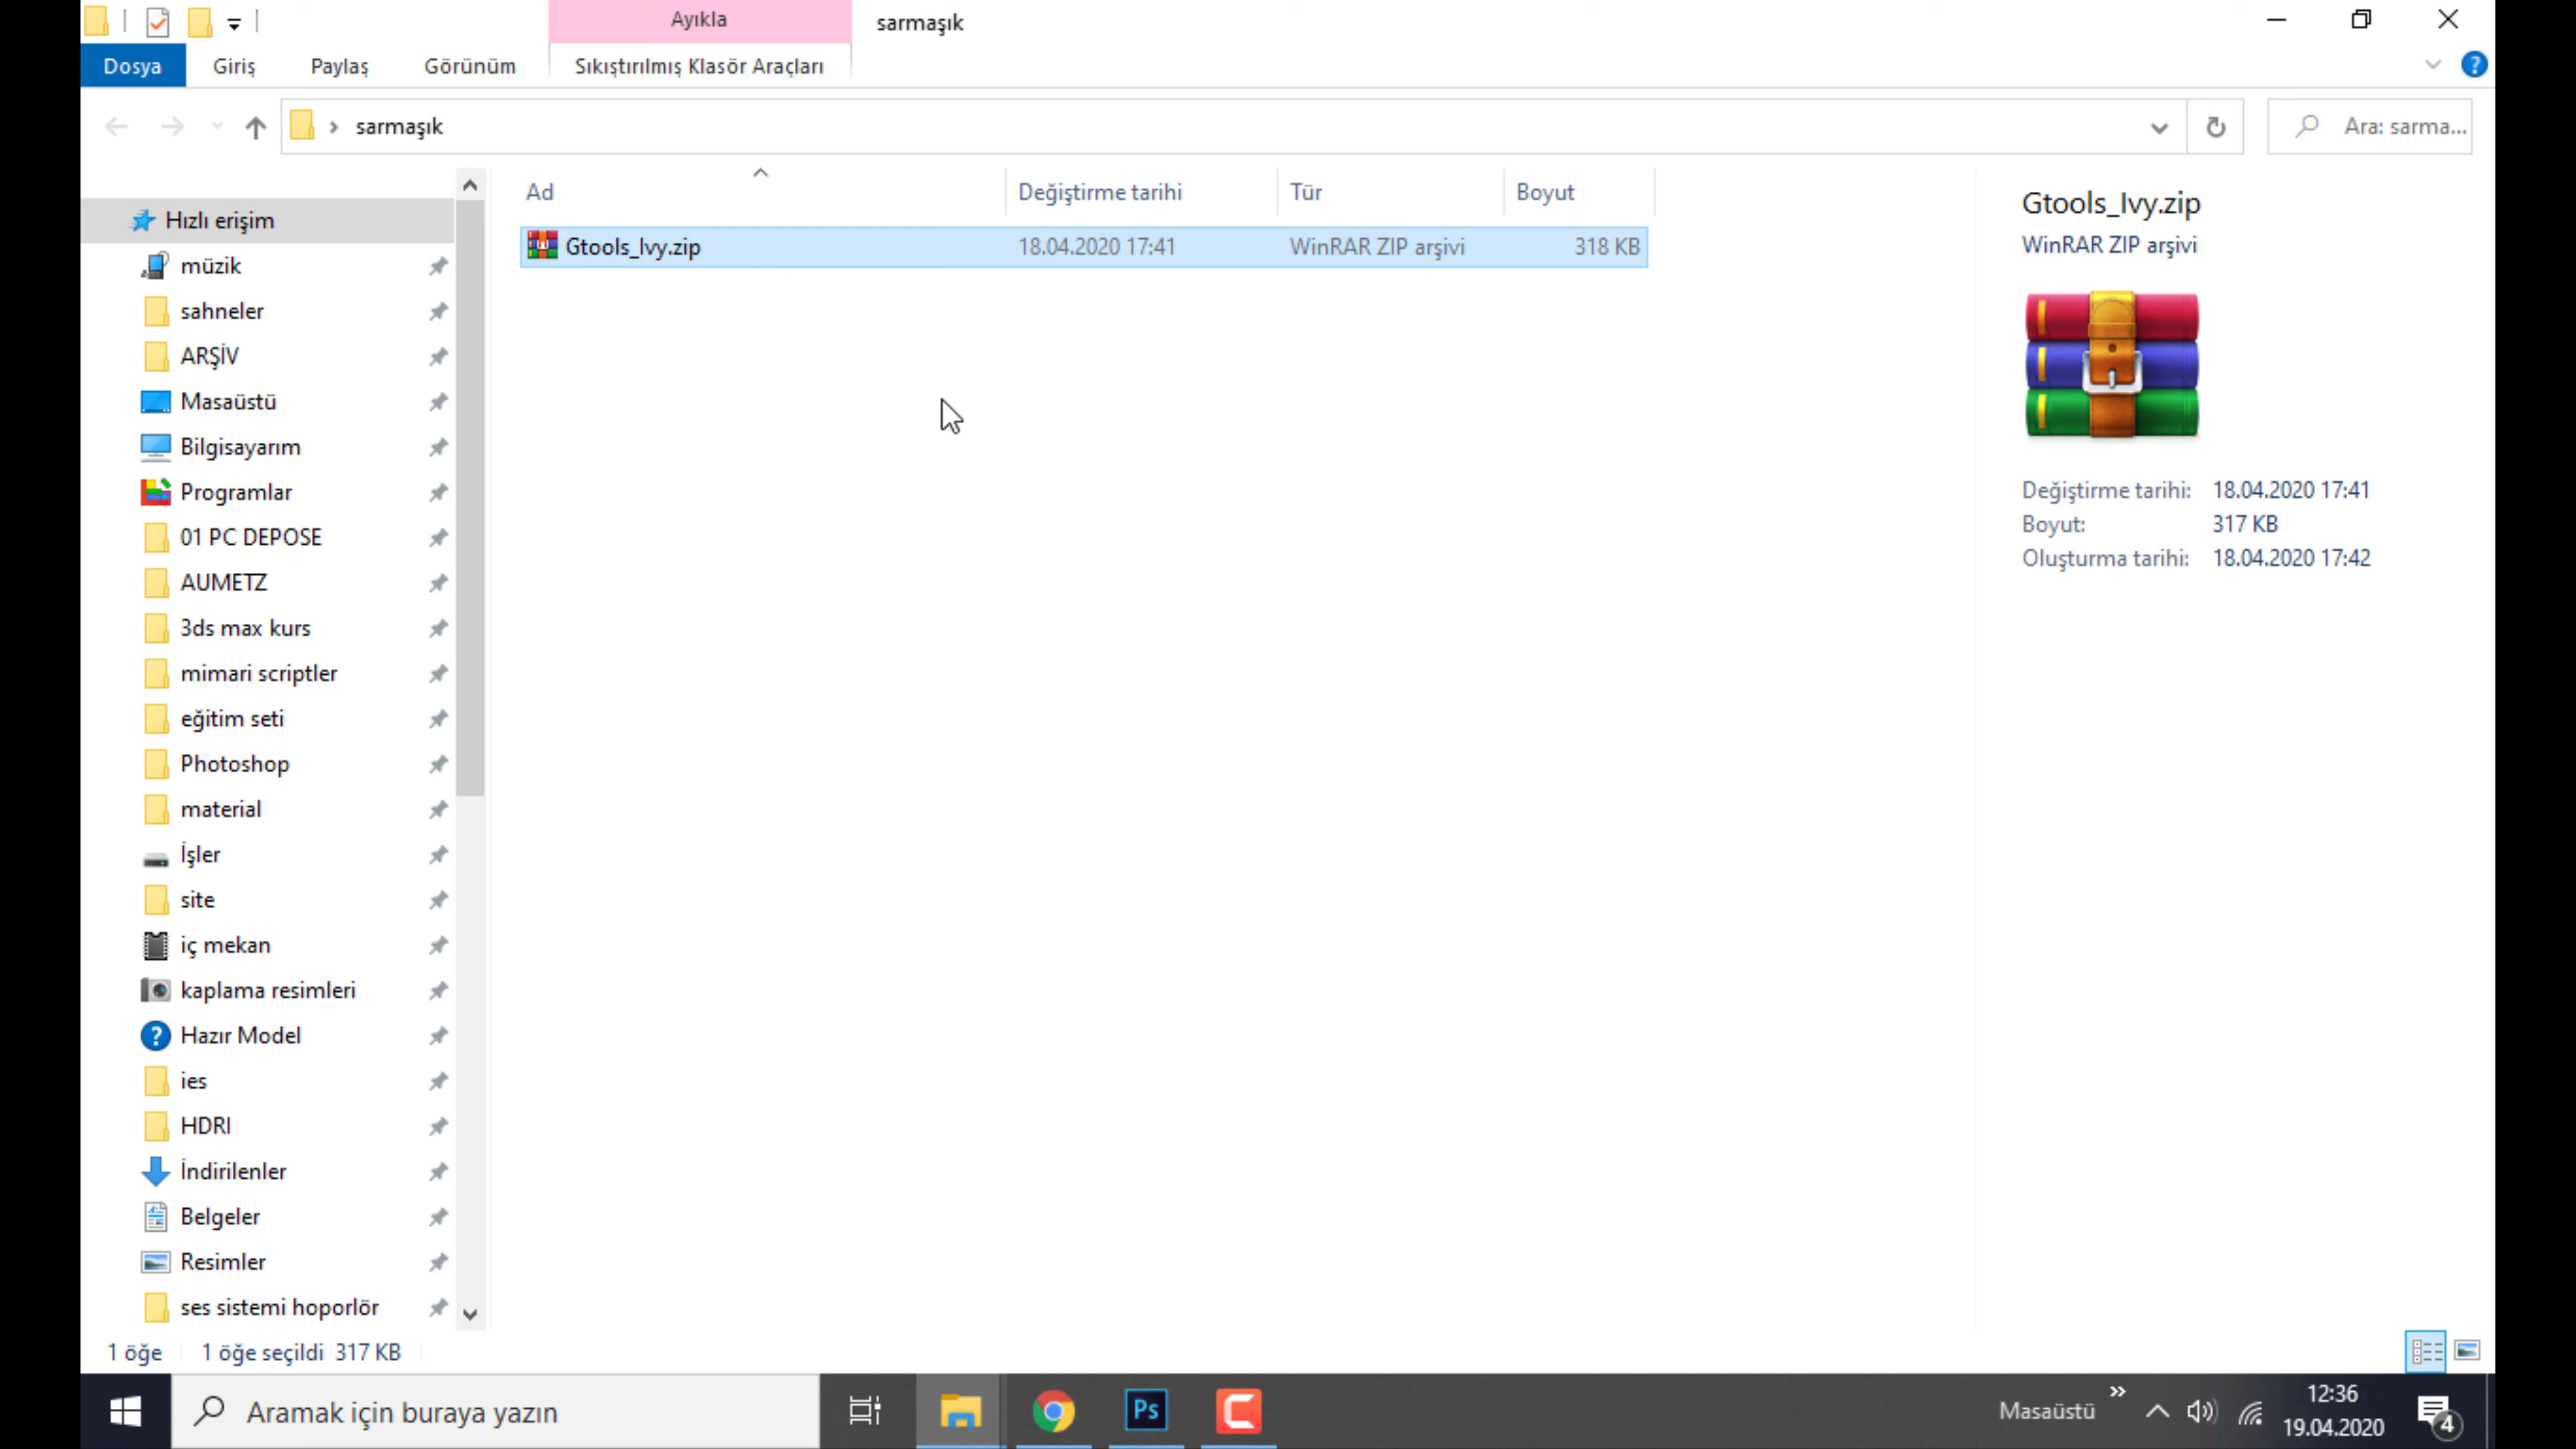 Ayıkla
sarmaşık
Dosya
Giriş
Paylaş
Görünüm
Sıkıştırılmış Klasör Araçları
sarmaşık
Ara: sarma...
Ad
Değiştirme tarihi
Tür
Boyut
Gtools_Ivy.zip
18.04.2020 17:41
WinRAR ZIP arşivi
318 KB
Hızlı erişim
müzik
sahneler
ARŞİV
Masaüstü
Bilgisayarım
Programlar
01 PC DEPOSE
AUMETZ
3ds max kurs
mimari scriptler
eğitim seti
Photoshop
material
İşler
site
iç mekan
kaplama resimleri
Hazır Model
ies
HDRI
İndirilenler
Belgeler
Resimler
ses sistemi hoporlör
Gtools_Ivy.zip
WinRAR ZIP arşivi
Değiştirme tarihi: 18.04.2020 17:41
Boyut: 317 KB
Oluşturma tarihi: 18.04.2020 17:42
1 öğe
1 öğe seçildi 317 KB
Aramak için buraya yazın
Ps
Masaüstü
12:36
19.04.2020
4